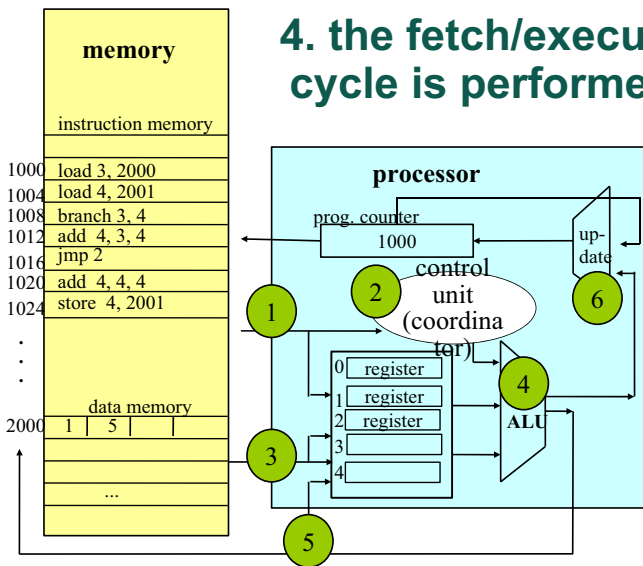 4. the fetch/execu
cycle is performe
memory
instruction memory
1000 load 3, 2000
1004 load 4, 2001
1008 branch 3, 4
1012 add 4, 3, 4
1016 jmp 2
1020 add 4, 4, 4
1024 store 4, 2001
.
.
.
data memory
2000 1 5
...
processor
prog. counter
1000
up-
date
6
2
control
unit
(coordina
tor)
1
0 register
1 register
2 register
3
4
4
ALU
3
5